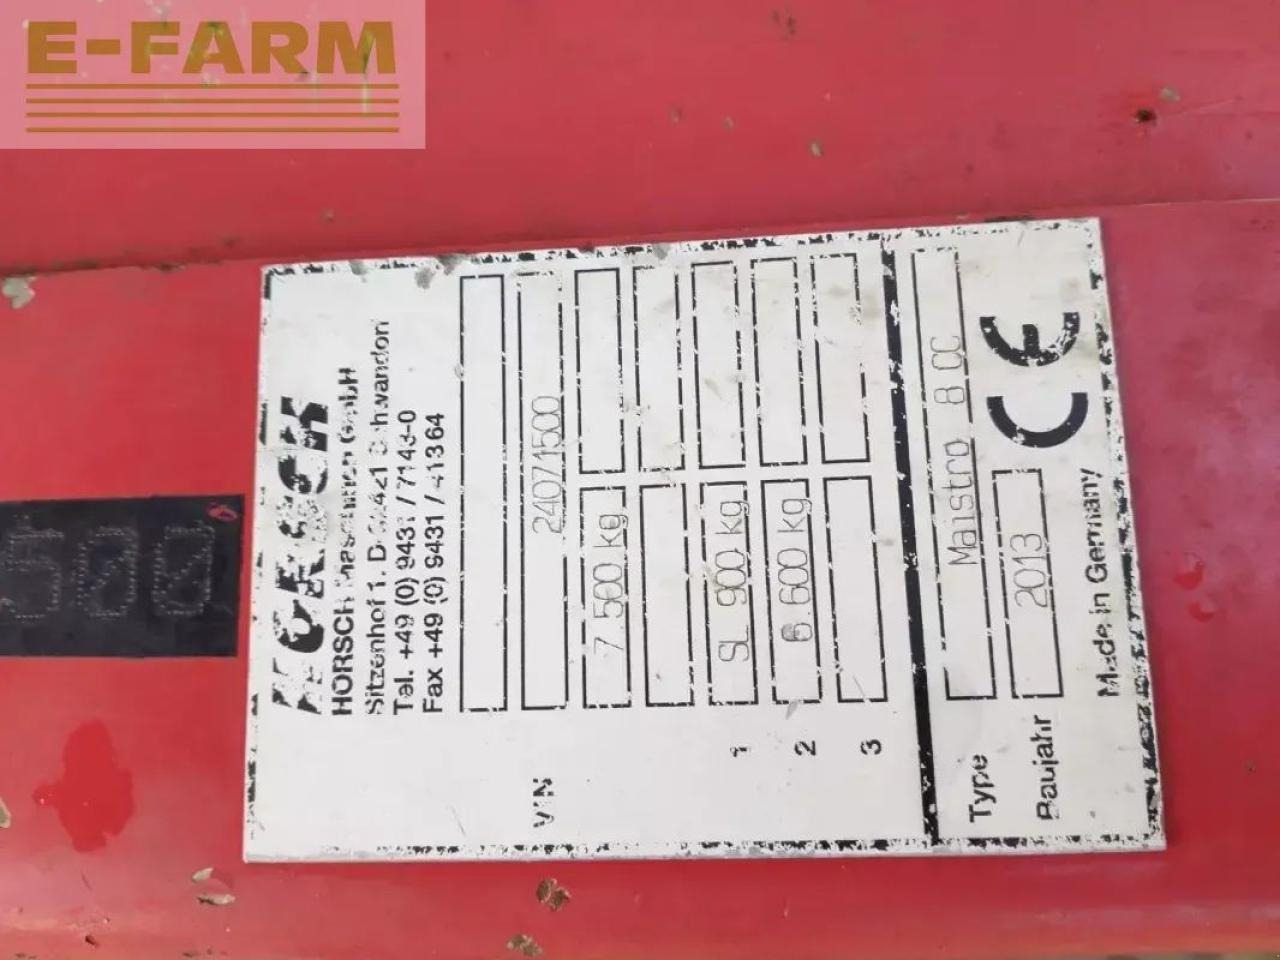 E-FARM
HORSCH
HORSCH Maschinen GmbH
Sitzenhof 1, D-92421 Schwandorf
Tel. +49 (0) 9431 / 7143-0
Fax +49 (0) 9431 / 41364
VIN 24071500
7.500 kg
1 SL 900 kg
2 6.600 kg
3
Type Maistro 8 CC
Baujahr 2013
Made in Germany
CE
500